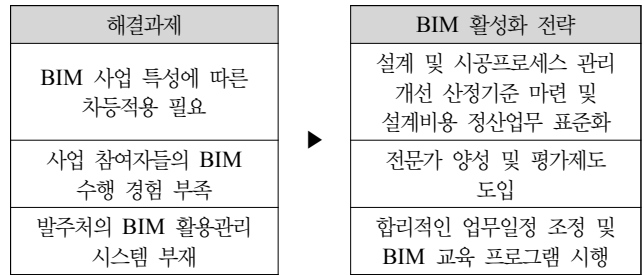 해결과제
BIM 사업 특성에 따른
차등적용 필요
사업 참여자들의 BIM
수행 경험 부족
발주처의 BIM 활용관리
시스템 부재
▶
BIM 활성화 전략
설계 및 시공프로세스 관리
개선 산정기준 마련 및
설계비용 정산업무 표준화
전문가 양성 및 평가제도
도입
합리적인 업무일정 조정 및
BIM 교육 프로그램 시행